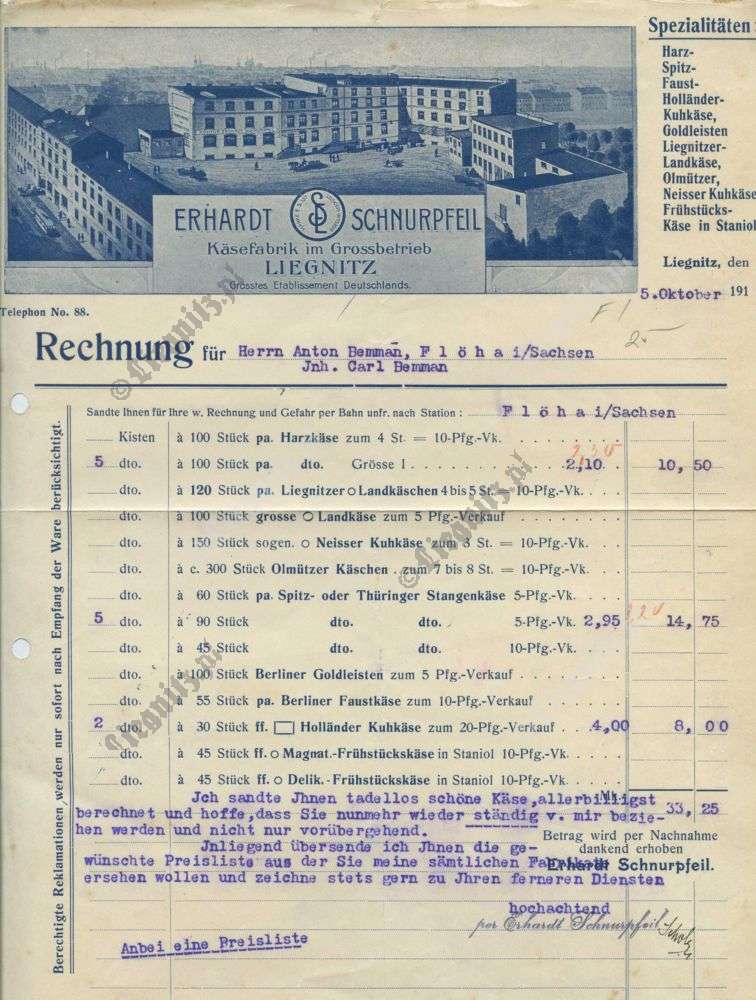 Spezialitäten:
Harz-
Spitz-
Faust-
Holländer-
Kuhkäse,
Goldleisten
Liegnitzer-
Landkäse,
Olmützer,
Neisser Kuhkäse
Frühstücks-
Käse in Staniol
ERHARDT SCHNURPFEIL
Käsefabrik im Grossbetrieb
LIEGNITZ
Grösstes Etablissement Deutschlands.
Liegnitz, den
5.Oktober 191
Telephon No. 88.
F /
25
Rechnung für Herrn Anton Bemman, F l ö h a i/Sachsen
Jnh. Carl Bemman
Sandte Ihnen für Ihre w. Rechnung und Gefahr per Bahn unfr. nach Station : F l ö h a i/Sachsen
Kisten à 100 Stück pa. Harzkäse zum 4 St. = 10-Pfg.-Vk.
5 dto. à 100 Stück pa. dto. Grösse I 2,10 10, 50
dto. à 120 Stück pa. Liegnitzer O Landkäschen 4 bis 5 St. = 10-Pfg.-Vk.
dto. à 100 Stück grosse O Landkäse zum 5 Pfg.-Verkauf
dto. à 150 Stück sogen. O Neisser Kuhkäse zum 3 St. = 10-Pfg.-Vk.
dto. à c. 300 Stück Olmützer Käschen zum 7 bis 8 St. = 10-Pfg.-Vk.
dto. à 60 Stück pa. Spitz- oder Thüringer Stangenkäse 5-Pfg.-Vk.
5 dto. à 90 Stück dto. dto. 5-Pfg.-Vk. 2,95 14, 75
dto. à 45 Stück dto. dto. 10-Pfg.-Vk.
dto. à 100 Stück Berliner Goldleisten zum 5 Pfg.-Verkauf
dto. à 55 Stück pa. Berliner Faustkäse zum 10-Pfg.-Verkauf
2 dto. à 30 Stück ff. Holländer Kuhkäse zum 20-Pfg.-Verkauf 4,00 8, 00
dto. à 45 Stück ff. O Magnat.-Frühstückskäse in Staniol 10-Pfg.-Vk.
dto. à 45 Stück ff. O Delik.-Frühstückskäse in Staniol 10-Pfg.-Vk.
33, 25
Jch sandte Jhnen tadellos schöne Käse, allerbilligst
berechnet und hoffe, dass Sie nunmehr wieder ständig v. mir bezie-
hen werden und nicht nur vorübergehend.
Jnliegend übersende ich Jhnen die ge-
wünschte Preisliste aus der Sie meine sämtlichen
ersehen wollen und zeichne stets gern zu Jhren ferneren Diensten
hochachtend
Betrag wird per Nachnahme
dankend erhoben
Erhardt Schnurpfeil.
per Erhardt Schnurpfeil
Anbei eine Preisliste
Berechtigte Reklamationen werden nur sofort nach Empfang der Ware berücksichtigt.
©Liegnitz.pl
©Liegnitz.pl
Liegnitz.pl